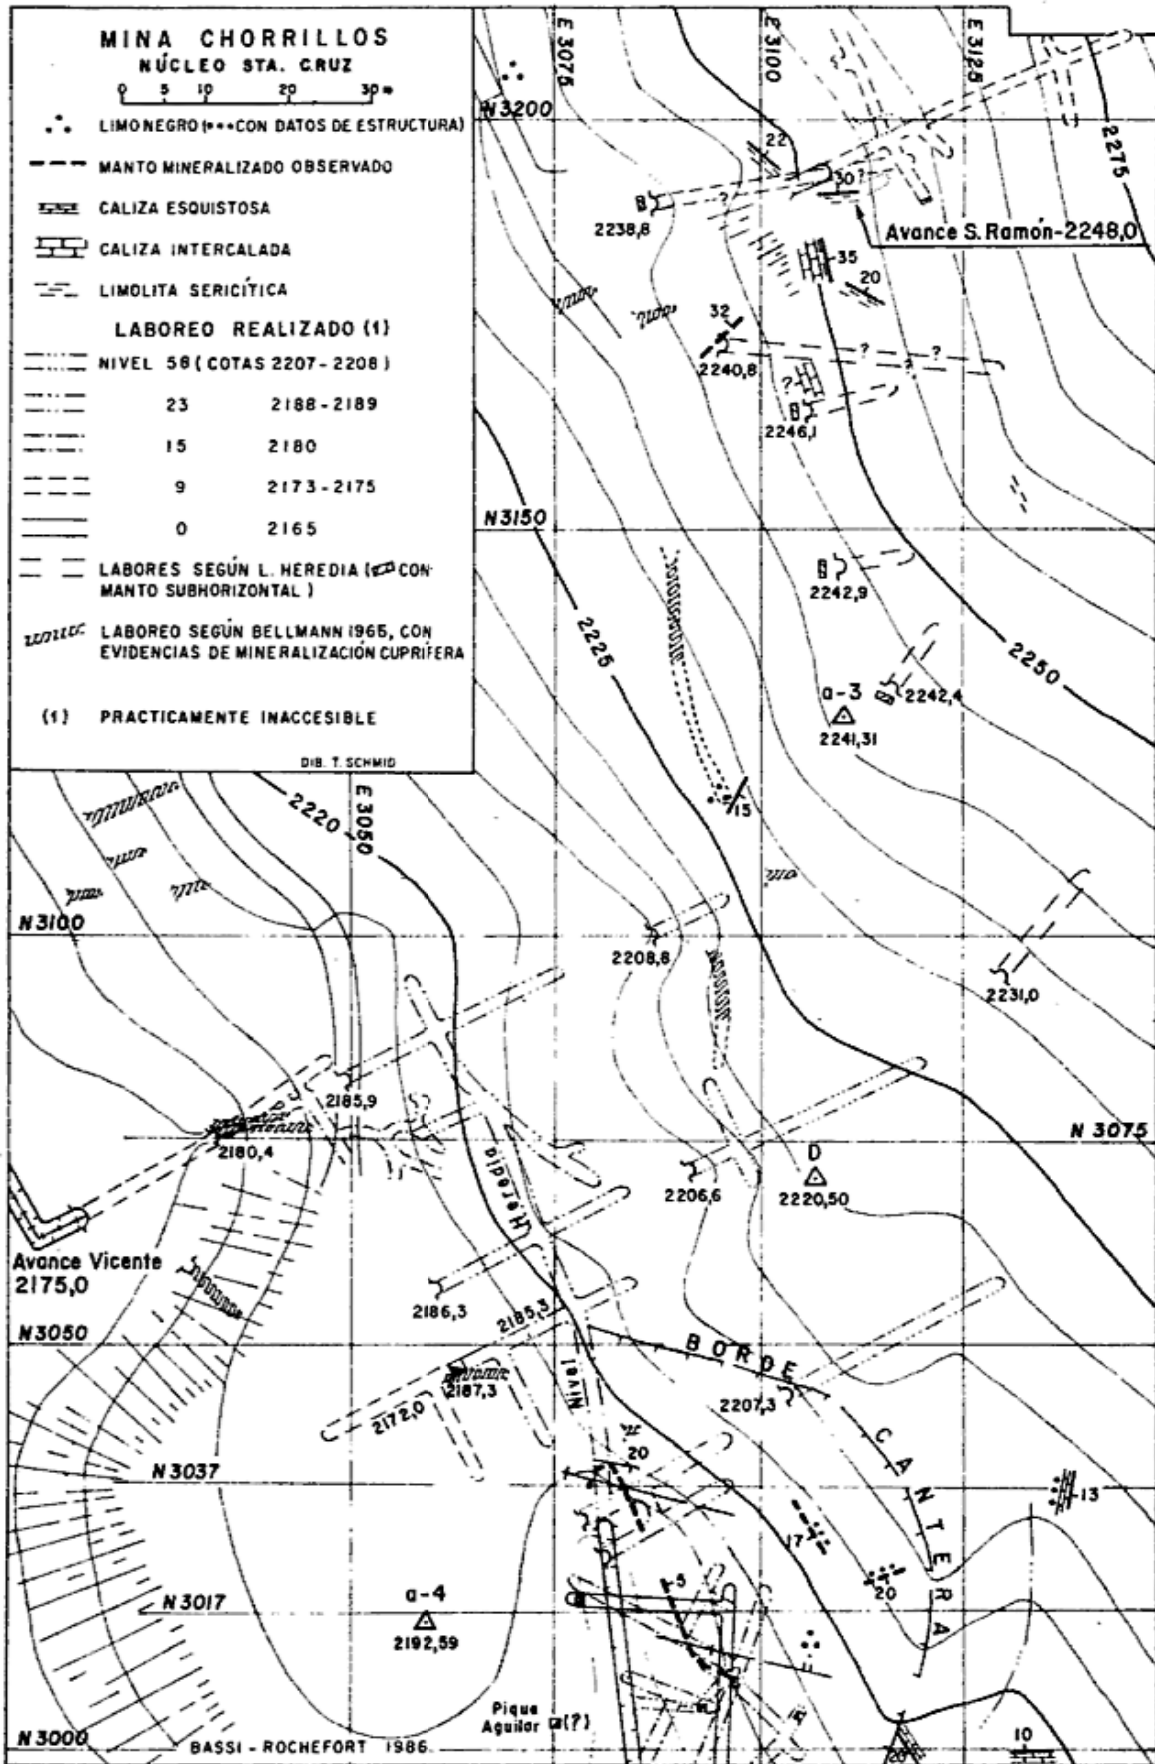 MINA CHORRILLOS
NÚCLEO STA. CRUZ
0 5 10 20 30 m
LIMO NEGRO (CON DATOS DE ESTRUCTURA)
MANTO MINERALIZADO OBSERVADO
CALIZA ESQUISTOSA
CALIZA INTERCALADA
LIMOLITA SERICÍTICA
LABOREO REALIZADO (1)
NIVEL 58 (COTAS 2207-2208)
23 2188-2189
15 2180
9 2173-2175
0 2165
LABORES SEGÚN L. HEREDIA (CON
MANTO SUBHORIZONTAL)
LABOREO SEGÚN BELLMANN 1965, CON
EVIDENCIAS DE MINERALIZACIÓN CUPRÍFERA
(1) PRACTICAMENTE INACCESIBLE
DIB. T. SCHMID
E 3075
E 3100
E 3125
N 3200
2275
22
30
?
?
2238,8
Avance S. Ramón-2248,0
35
20
32
? ?
2240,8
?
2246,1
N 3150
2242,9
2225
2250
2242,4
a-3
2241,31
15
E 3050
2220
N 3100
2208,8
2231,0
2185,9
2180,4
N 3075
Heredia
2206,6
D
2220,50
Avance Vicente
2175,0
2186,3
2185,3
N 3050
BORDE
2187,3
Nivel
2207,3
2172,0
CANTERA
20
N 3037
13
17
20
5
N 3017
a-4
2192,59
Pique
Aguilar (?)
N 3000
BASSI - ROCHEFORT 1986
20
10